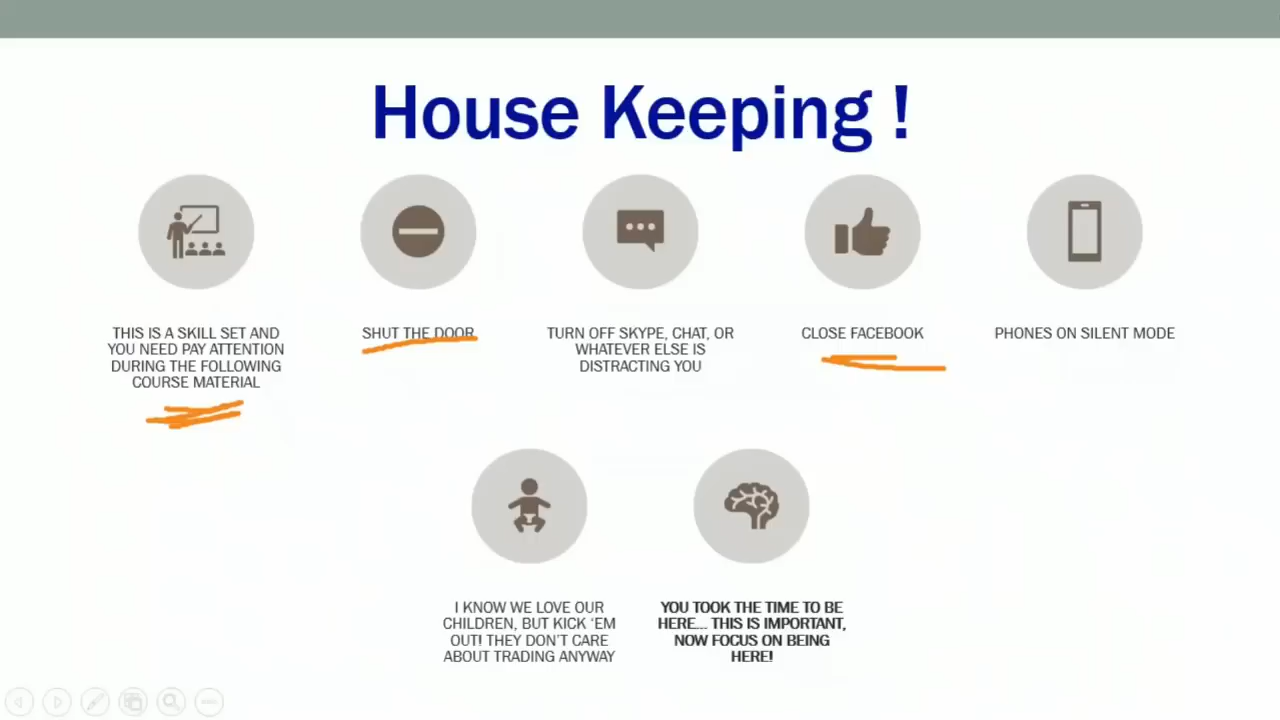 House Keeping !
THIS IS A SKILL SET AND
YOU NEED PAY ATTENTION
DURING THE FOLLOWING
COURSE MATERIAL
SHUT THE DOOR
TURN OFF SKYPE, CHAT, OR
WHATEVER ELSE IS
DISTRACTING YOU
CLOSE FACEBOOK
PHONES ON SILENT MODE
I KNOW WE LOVE OUR
CHILDREN, BUT KICK ‘EM
OUT! THEY DON’T CARE
ABOUT TRADING ANYWAY
YOU TOOK THE TIME TO BE
HERE... THIS IS IMPORTANT,
NOW FOCUS ON BEING
HERE!